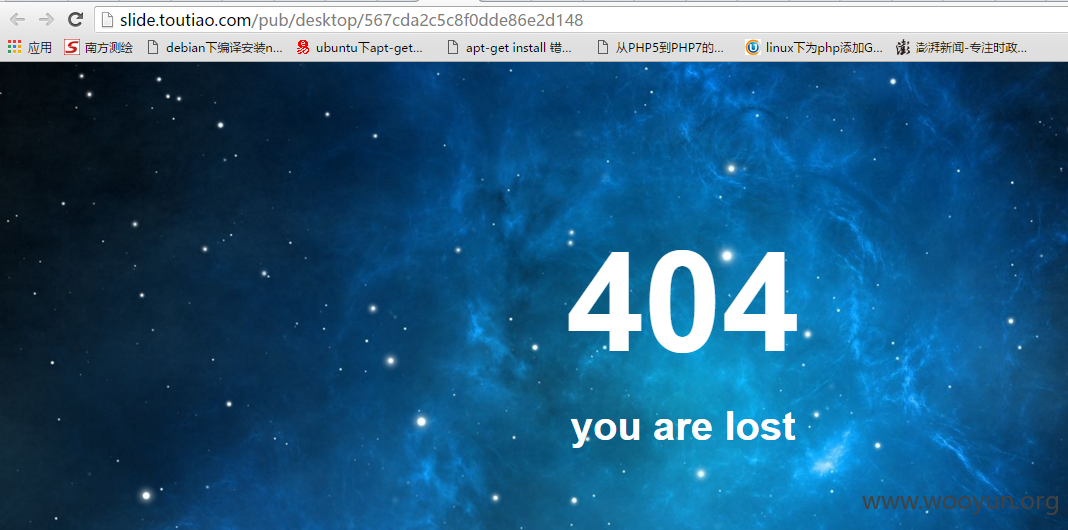 slide.toutiao.com/pub/desktop/567cda2c5c8f0dde86e2d148
应用 南方测绘 debian下编译安装n... ubuntu下apt-get... apt-get install 错... 从PHP5到PHP7的... linux下为php添加G... 澎湃新闻-专注时政...
404
you are lost
www.wooyun.org